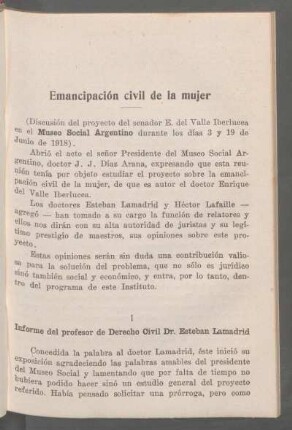 Emancipación civil de la mujer
(Discusión del proyecto del senador E. del Valle Iberlucea
en el Museo Social Argentino durante los días 3 y 19 de
Junio de 1918).
Abrió el acto el señor Presidente del Museo Social Ar-
gentino, doctor J. J. Díaz Arana, expresando que esta reu-
nión tenía por objeto estudiar el proyecto sobre la emanci-
pación civil de la mujer, de que es autor el doctor Enrique
del Valle Iberlucea.
Los doctores Esteban Lamadrid y Héctor Lafaille —
agregó — han tomado a su cargo la función de relatores y
ellos nos dirán con su alta autoridad de juristas y su legí-
timo prestigio de maestros, sus opiniones sobre este pro-
yecto.
Estas opiniones serán sin duda una contribución valio-
sa para la solución del problema, que no sólo es jurídico
sinó también social y económico, y entra, por lo tanto,
dentro del programa de este Instituto.
I
Informe del profesor de Derecho Civil Dr. Esteban Lamadrid
Concedida la palabra al doctor Lamadrid, éste inició su
exposición agradeciendo las palabras amables del presidente
del Museo Social y lamentando que por falta de tiempo no
hubiera podido hacer sinó un estudio general del proyecto
referido. Había pensado solicitar una prórroga, pero como